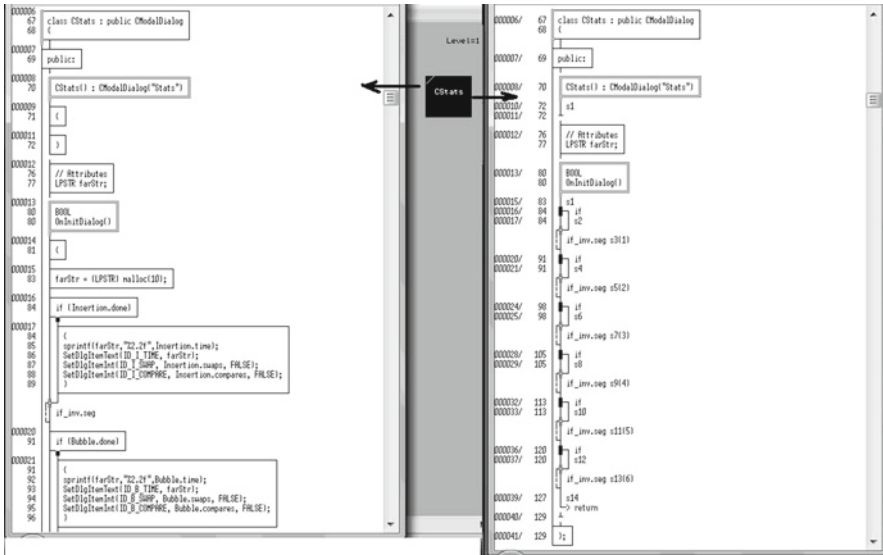 000006
67 class CStats : public CModalDialog
68 {
000007
69 public:
000008
70 CStats() : CModalDialog("Stats")
000009
71 {
000011
72 }
000012
76 // Attributes
77 LPSTR farStr;
000013
80 BOOL
80 OnInitDialog()
000014
81 {
000015
83 farStr = (LPSTR) malloc(10);
000016
84 if (Insertion.done)
000017
84 {
85 sprintf(farStr,"%2.2f",Insertion.time);
86 SetDlgItemText(ID_I_TIME, farStr);
87 SetDlgItemInt(ID_I_SWAP, Insertion.swaps, FALSE);
88 SetDlgItemInt(ID_I_COMPARE, Insertion.compares, FALSE);
89 }
if_inv.seg
000020
91 if (Bubble.done)
000021
91 {
92 sprintf(farStr,"%2.2f",Bubble.time);
93 SetDlgItemText(ID_B_TIME, farStr);
94 SetDlgItemInt(ID_B_SWAP, Bubble.swaps, FALSE);
95 SetDlgItemInt(ID_B_COMPARE, Bubble.compares, FALSE);
96 }
Level=1
CStats
000006/ 67 class CStats : public CModalDialog
68 {
000007/ 69 public:
000008/ 70 CStats() : CModalDialog("Stats")
000010/ 72 s1
000011/ 72
000012/ 76 // Attributes
77 LPSTR farStr;
000013/ 80 BOOL
80 OnInitDialog()
000015/ 83 s1
000016/ 84 if
000017/ 84 s2
if_inv.seg s3(1)
000020/ 91 if
000021/ 91 s4
if_inv.seg s5(2)
000024/ 98 if
000025/ 98 s6
if_inv.seg s7(3)
000028/ 105 if
000029/ 105 s8
if_inv.seg s9(4)
000032/ 113 if
000033/ 113 s10
if_inv.seg s11(5)
000036/ 120 if
000037/ 120 s12
if_inv.seg s13(6)
000039/ 127 s14
return
000040/ 129
000041/ 129 };